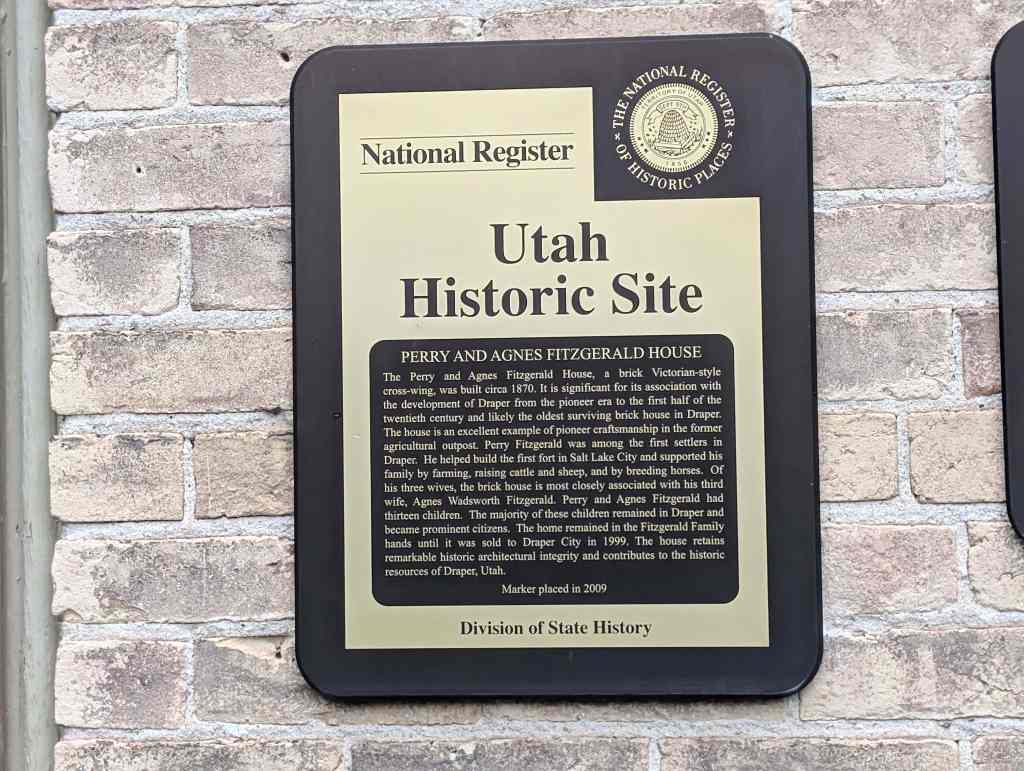 THE NATIONAL REGISTER
OF HISTORIC PLACES
TERRITORY OF UTAH
1850
National Register
Utah
Historic Site
PERRY AND AGNES FITZGERALD HOUSE
The Perry and Agnes Fitzgerald House, a brick Victorian-style
cross-wing, was built circa 1870. It is significant for its association with
the development of Draper from the pioneer era to the first half of the
twentieth century and likely the oldest surviving brick house in Draper.
The house is an excellent example of pioneer craftsmanship in the former
agricultural outpost. Perry Fitzgerald was among the first settlers in
Draper. He helped build the first fort in Salt Lake City and supported his
family by farming, raising cattle and sheep, and by breeding horses. Of
his three wives, the brick house is most closely associated with his third
wife, Agnes Wadsworth Fitzgerald. Perry and Agnes Fitzgerald had
thirteen children. The majority of these children remained in Draper and
became prominent citizens. The home remained in the Fitzgerald Family
hands until it was sold to Draper City in 1999. The house retains
remarkable historic architectural integrity and contributes to the historic
resources of Draper, Utah.
Marker placed in 2009
Division of State History